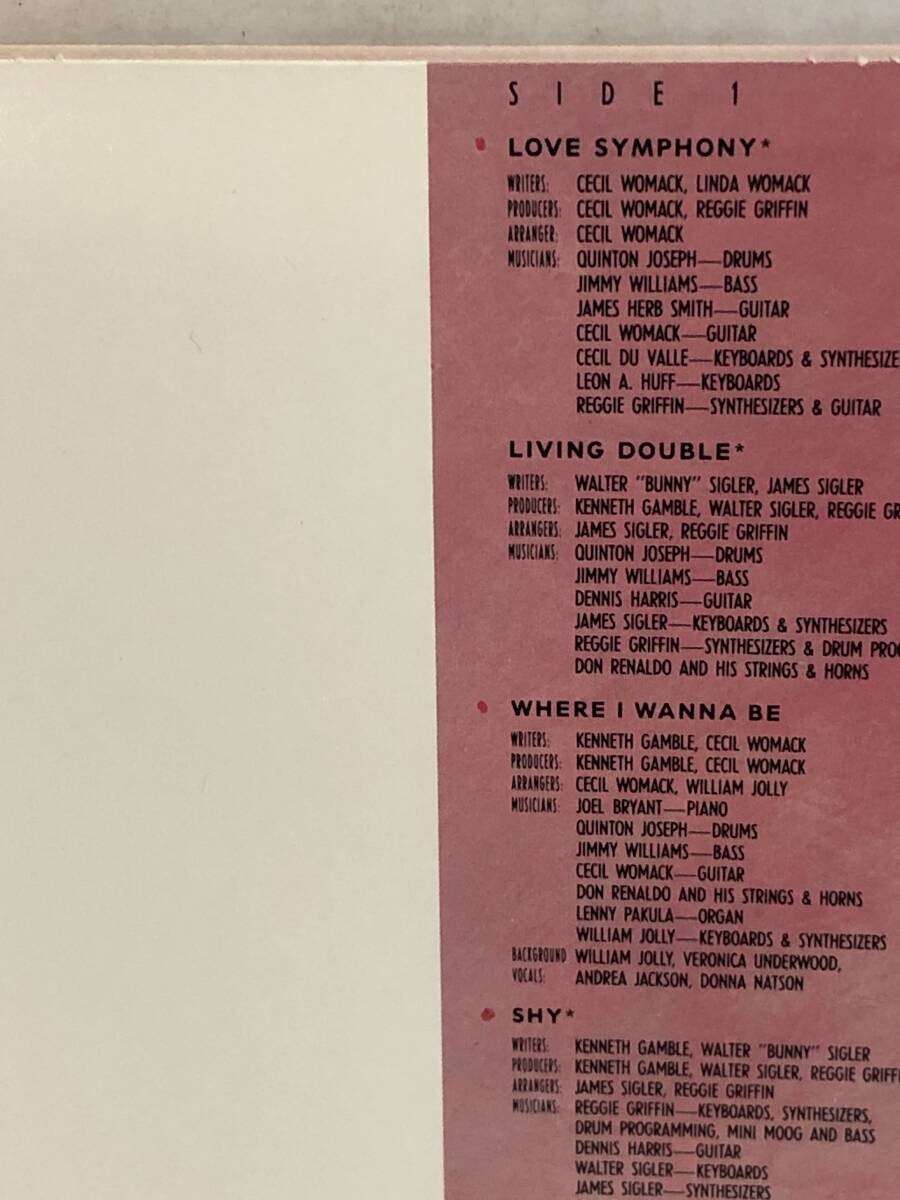 SIDE 1
LOVE SYMPHONY*
WRITERS: CECIL WOMACK, LINDA WOMACK
PRODUCERS: CECIL WOMACK, REGGIE GRIFFIN
ARRANGER: CECIL WOMACK
MUSICIANS: QUINTON JOSEPH—DRUMS
JIMMY WILLIAMS—BASS
JAMES HERB SMITH—GUITAR
CECIL WOMACK—GUITAR
CECIL DU VALLE—KEYBOARDS & SYNTHESIZE
LEON A. HUFF—KEYBOARDS
REGGIE GRIFFIN—SYNTHESIZERS & GUITAR
LIVING DOUBLE*
WRITERS: WALTER "BUNNY" SIGLER, JAMES SIGLER
PRODUCERS: KENNETH GAMBLE, WALTER SIGLER, REGGIE GR
ARRANGERS: JAMES SIGLER, REGGIE GRIFFIN
MUSICIANS: QUINTON JOSEPH—DRUMS
JIMMY WILLIAMS—BASS
DENNIS HARRIS—GUITAR
JAMES SIGLER—KEYBOARDS & SYNTHESIZERS
REGGIE GRIFFIN—SYNTHESIZERS & DRUM PRO
DON RENALDO AND HIS STRINGS & HORNS
WHERE I WANNA BE
WRITERS: KENNETH GAMBLE, CECIL WOMACK
PRODUCERS: KENNETH GAMBLE, CECIL WOMACK
ARRANGERS: CECIL WOMACK, WILLIAM JOLLY
MUSICIANS: JOEL BRYANT—PIANO
QUINTON JOSEPH—DRUMS
JIMMY WILLIAMS—BASS
CECIL WOMACK—GUITAR
DON RENALDO AND HIS STRINGS & HORNS
LENNY PAKULA—ORGAN
WILLIAM JOLLY—KEYBOARDS & SYNTHESIZERS
BACKGROUND WILLIAM JOLLY, VERONICA UNDERWOOD,
VOCALS: ANDREA JACKSON, DONNA NATSON
SHY*
WRITERS: KENNETH GAMBLE, WALTER "BUNNY" SIGLER
PRODUCERS: KENNETH GAMBLE, WALTER SIGLER, REGGIE GRIFFI
ARRANGERS: JAMES SIGLER, REGGIE GRIFFIN
MUSICIANS: REGGIE GRIFFIN—KEYBOARDS, SYNTHESIZERS,
DRUM PROGRAMMING, MINI MOOG AND BASS
DENNIS HARRIS—GUITAR
WALTER SIGLER—KEYBOARDS
JAMES SIGLER—SYNTHESIZERS